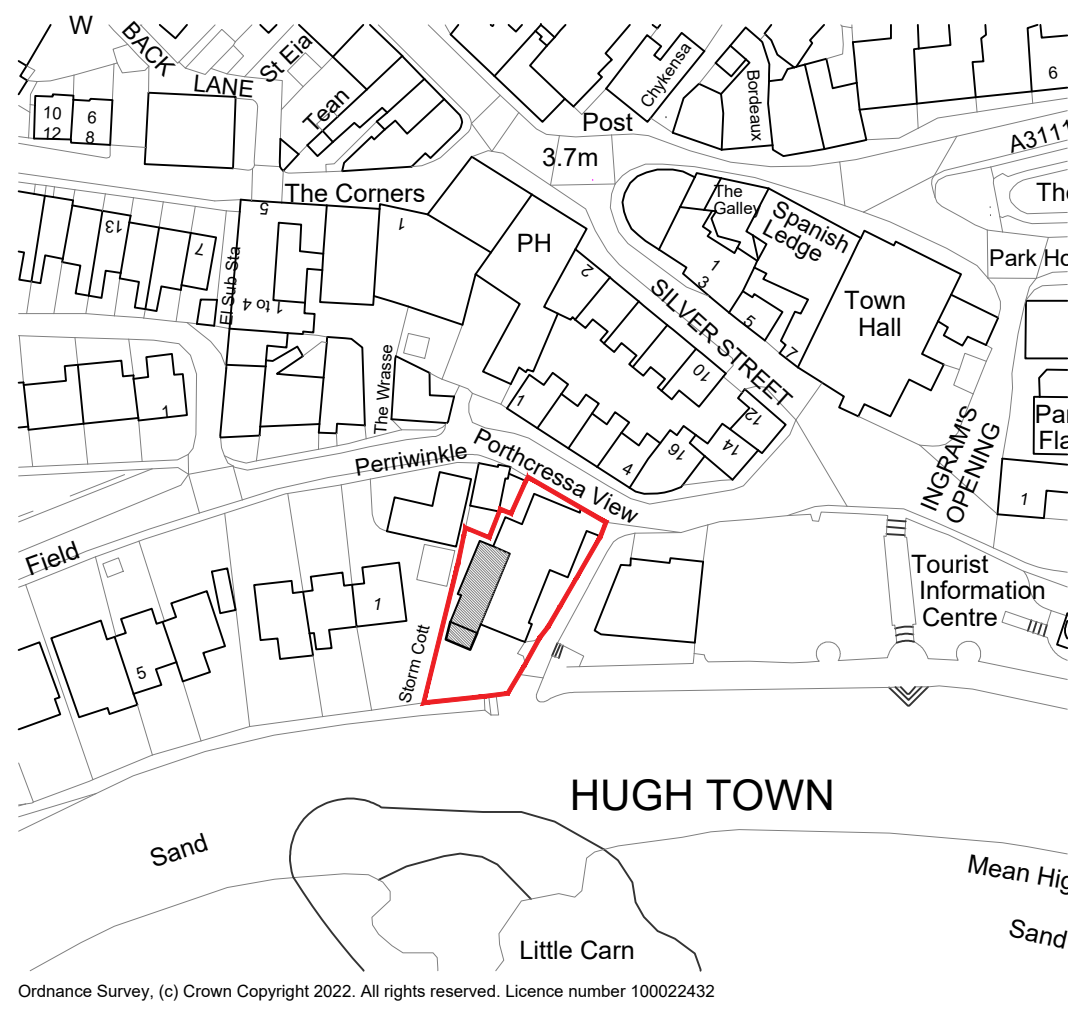 W
BACK
LANE
St Eia
Tean
10
12
6
8
Chykensa
Bordeaux
6
Post
3.7m
A3111
The Corners
5
1
13
7
El Sub Sta
1 to 4
PH
2
The
Galley
Spanish
Ledge
1
3
5
7
Town
Hall
Park Ho
SILVER STREET
10
12
14
16
The Wrasse
1
1
4
INGRAM'S
OPENING
1
Perriwinkle
Porthcressa View
Field
5
1
Storm Cott
Tourist
Information
Centre
HUGH TOWN
Sand
Mean Hig
Sand
Little Carn
Ordnance Survey, (c) Crown Copyright 2022. All rights reserved. Licence number 100022432